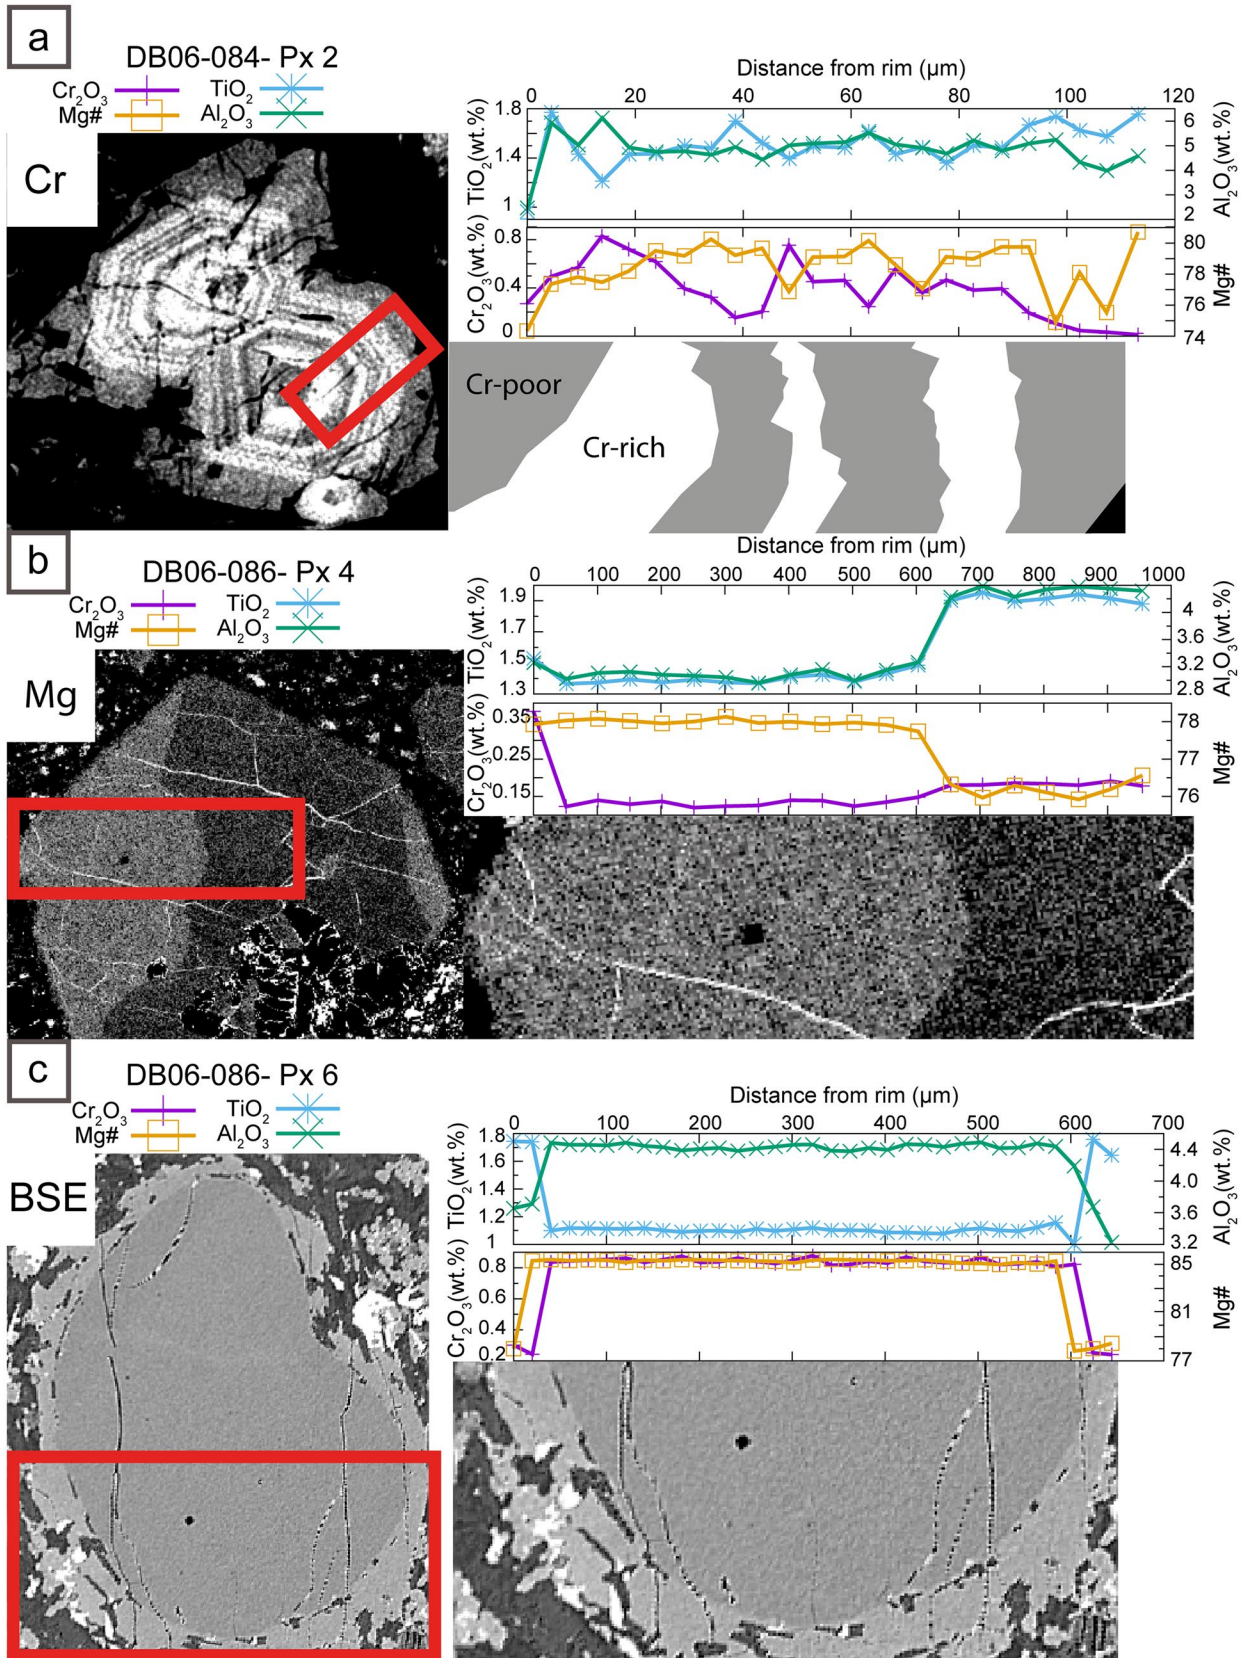 a
DB06-084- Px 2
Cr2O3 TiO2
Mg# Al2O3
Cr
Distance from rim (μm)
0 20 40 60 80 100 120
TiO2(wt.%)
1.8
1.4
1
Al2O3(wt.%)
6
5
4
3
2
Cr2O3(wt.%)
0.8
0.4
0
Mg#
80
78
76
74
Cr-poor
Cr-rich
b
DB06-086- Px 4
Cr2O3 TiO2
Mg# Al2O3
Mg
Distance from rim (μm)
0 100 200 300 400 500 600 700 800 900 1000
TiO2(wt.%)
1.9
1.7
1.5
1.3
Al2O3(wt.%)
4
3.6
3.2
2.8
Cr2O3(wt.%)
0.35
0.25
0.15
Mg#
78
77
76
c
DB06-086- Px 6
Cr2O3 TiO2
Mg# Al2O3
BSE
Distance from rim (μm)
0 100 200 300 400 500 600 700
TiO2(wt.%)
1.8
1.6
1.4
1.2
1
Al2O3(wt.%)
4.4
4.0
3.6
3.2
Cr2O3(wt.%)
0.8
0.6
0.4
0.2
Mg#
85
81
77